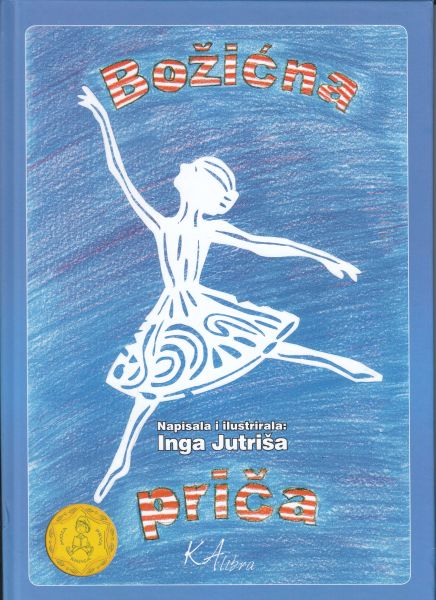 Božićna
Napisala i ilustrirala:
Inga Jutriša
priča
KAlibra